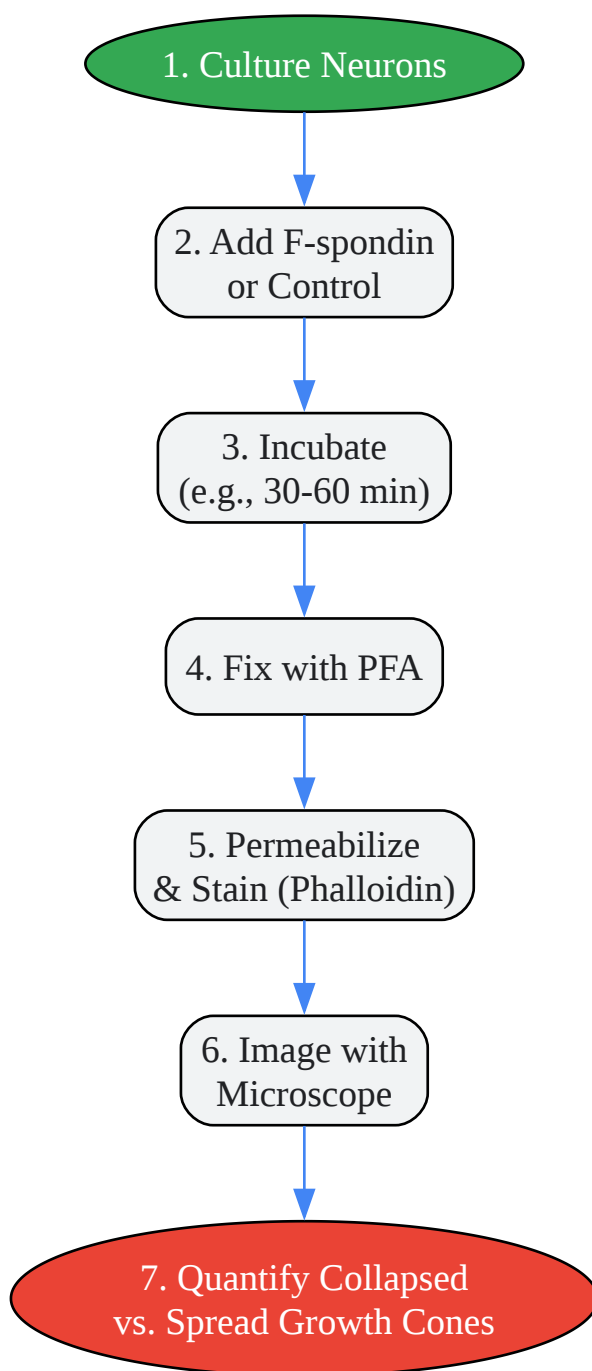 1. Culture Neurons
2. Add F-spondin
or Control
3. Incubate
(e.g., 30-60 min)
4. Fix with PFA
5. Permeabilize
& Stain (Phalloidin)
6. Image with
Microscope
7. Quantify Collapsed
vs. Spread Growth Cones